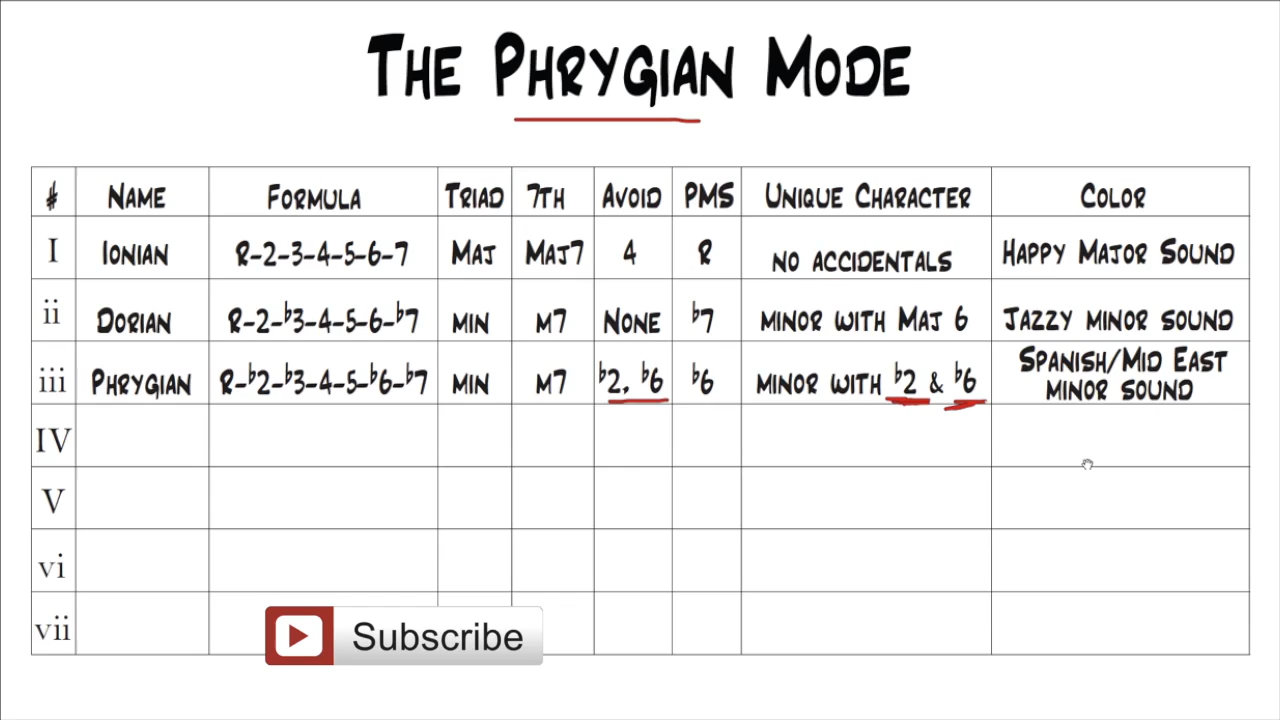 The Phrygian Mode
# Name Formula Triad 7th Avoid PMS Unique Character Color
I Ionian R-2-3-4-5-6-7 Maj Maj7 4 R no accidentals Happy Major Sound
ii Dorian R-2-♭3-4-5-6-♭7 min m7 None ♭7 minor with Maj 6 Jazzy minor sound
iii Phrygian R-♭2-♭3-4-5-♭6-♭7 min m7 ♭2, ♭6 ♭6 minor with ♭2 & ♭6 Spanish/Mid East
minor sound
IV
V
vi
vii
Subscribe